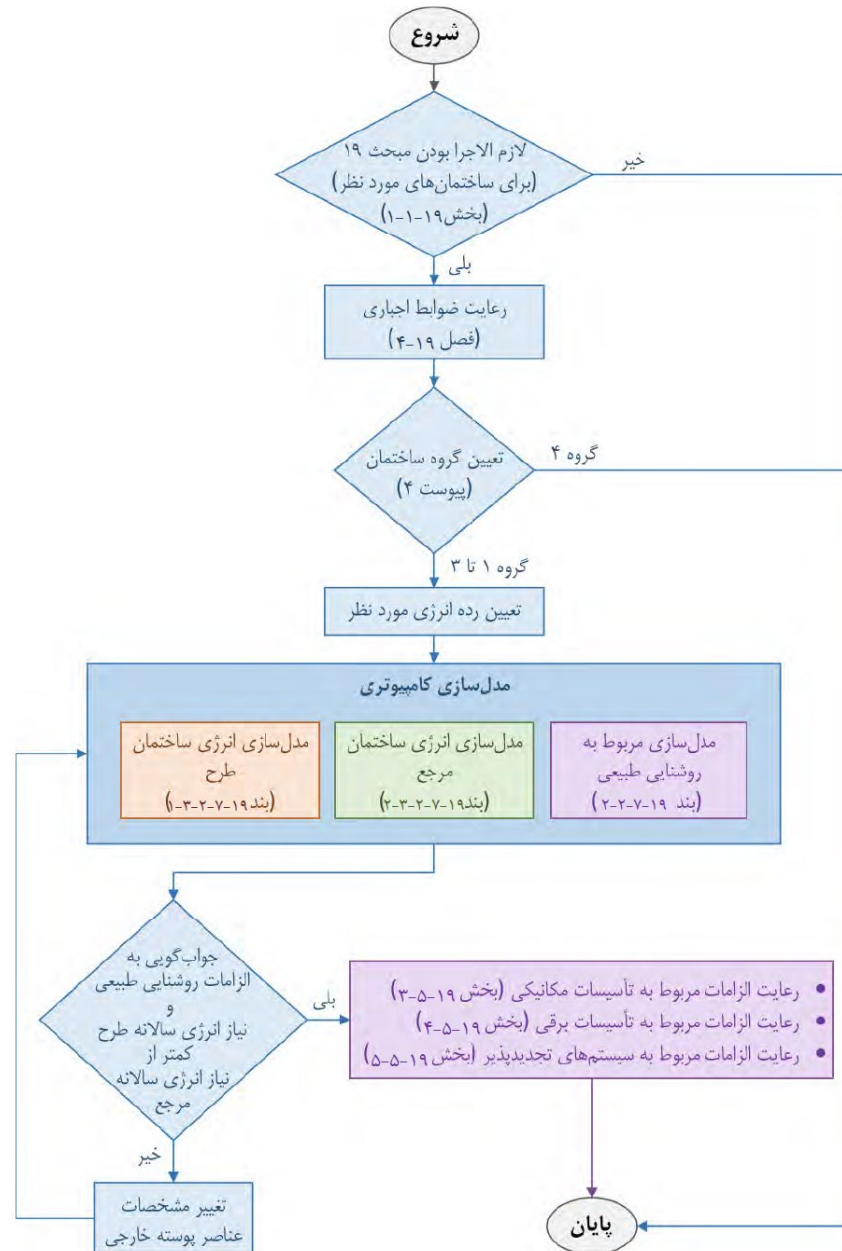 شروع
لازم الاجرا بودن مبحث ۱۹
(برای ساختمان‌های مورد نظر)
(بخش ۱۹-۱-۱)
خیر
بلی
رعایت ضوابط اجباری
(فصل ۱۹-۴)
تعیین گروه ساختمان
(پیوست ۴)
گروه ۴
گروه ۱ تا ۳
تعیین رده انرژی مورد نظر
مدل‌سازی کامپیوتری
مدل‌سازی مربوط به
روشنایی طبیعی
(بند ۱۹-۷-۲-۲)
مدل‌سازی انرژی ساختمان
مرجع
(بند ۱۹-۷-۲-۳-۲)
مدل‌سازی انرژی ساختمان
طرح
(بند ۱۹-۷-۲-۳-۱)
جواب‌گویی به
الزامات روشنایی طبیعی
و
نیاز انرژی سالانه طرح
کمتر از
نیاز انرژی سالانه
مرجع
بلی
• رعایت الزامات مربوط به تأسیسات مکانیکی (بخش ۱۹-۵-۳)
• رعایت الزامات مربوط به تأسیسات برقی (بخش ۱۹-۵-۴)
• رعایت الزامات مربوط به سیستم‌های تجدیدپذیر (بخش ۱۹-۵-۵)
خیر
تغییر مشخصات
عناصر پوسته خارجی
پایان